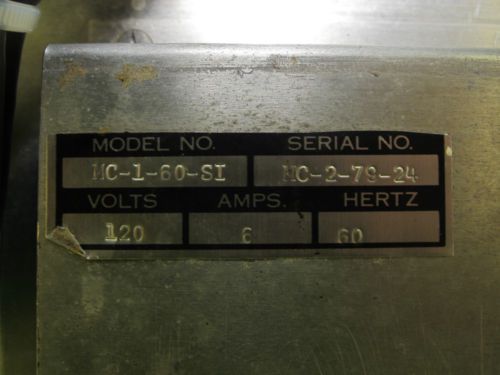 MODEL NO. SERIAL NO.
MC-1-60-SI MC-2-79-24
VOLTS AMPS. HERTZ
120 6 60